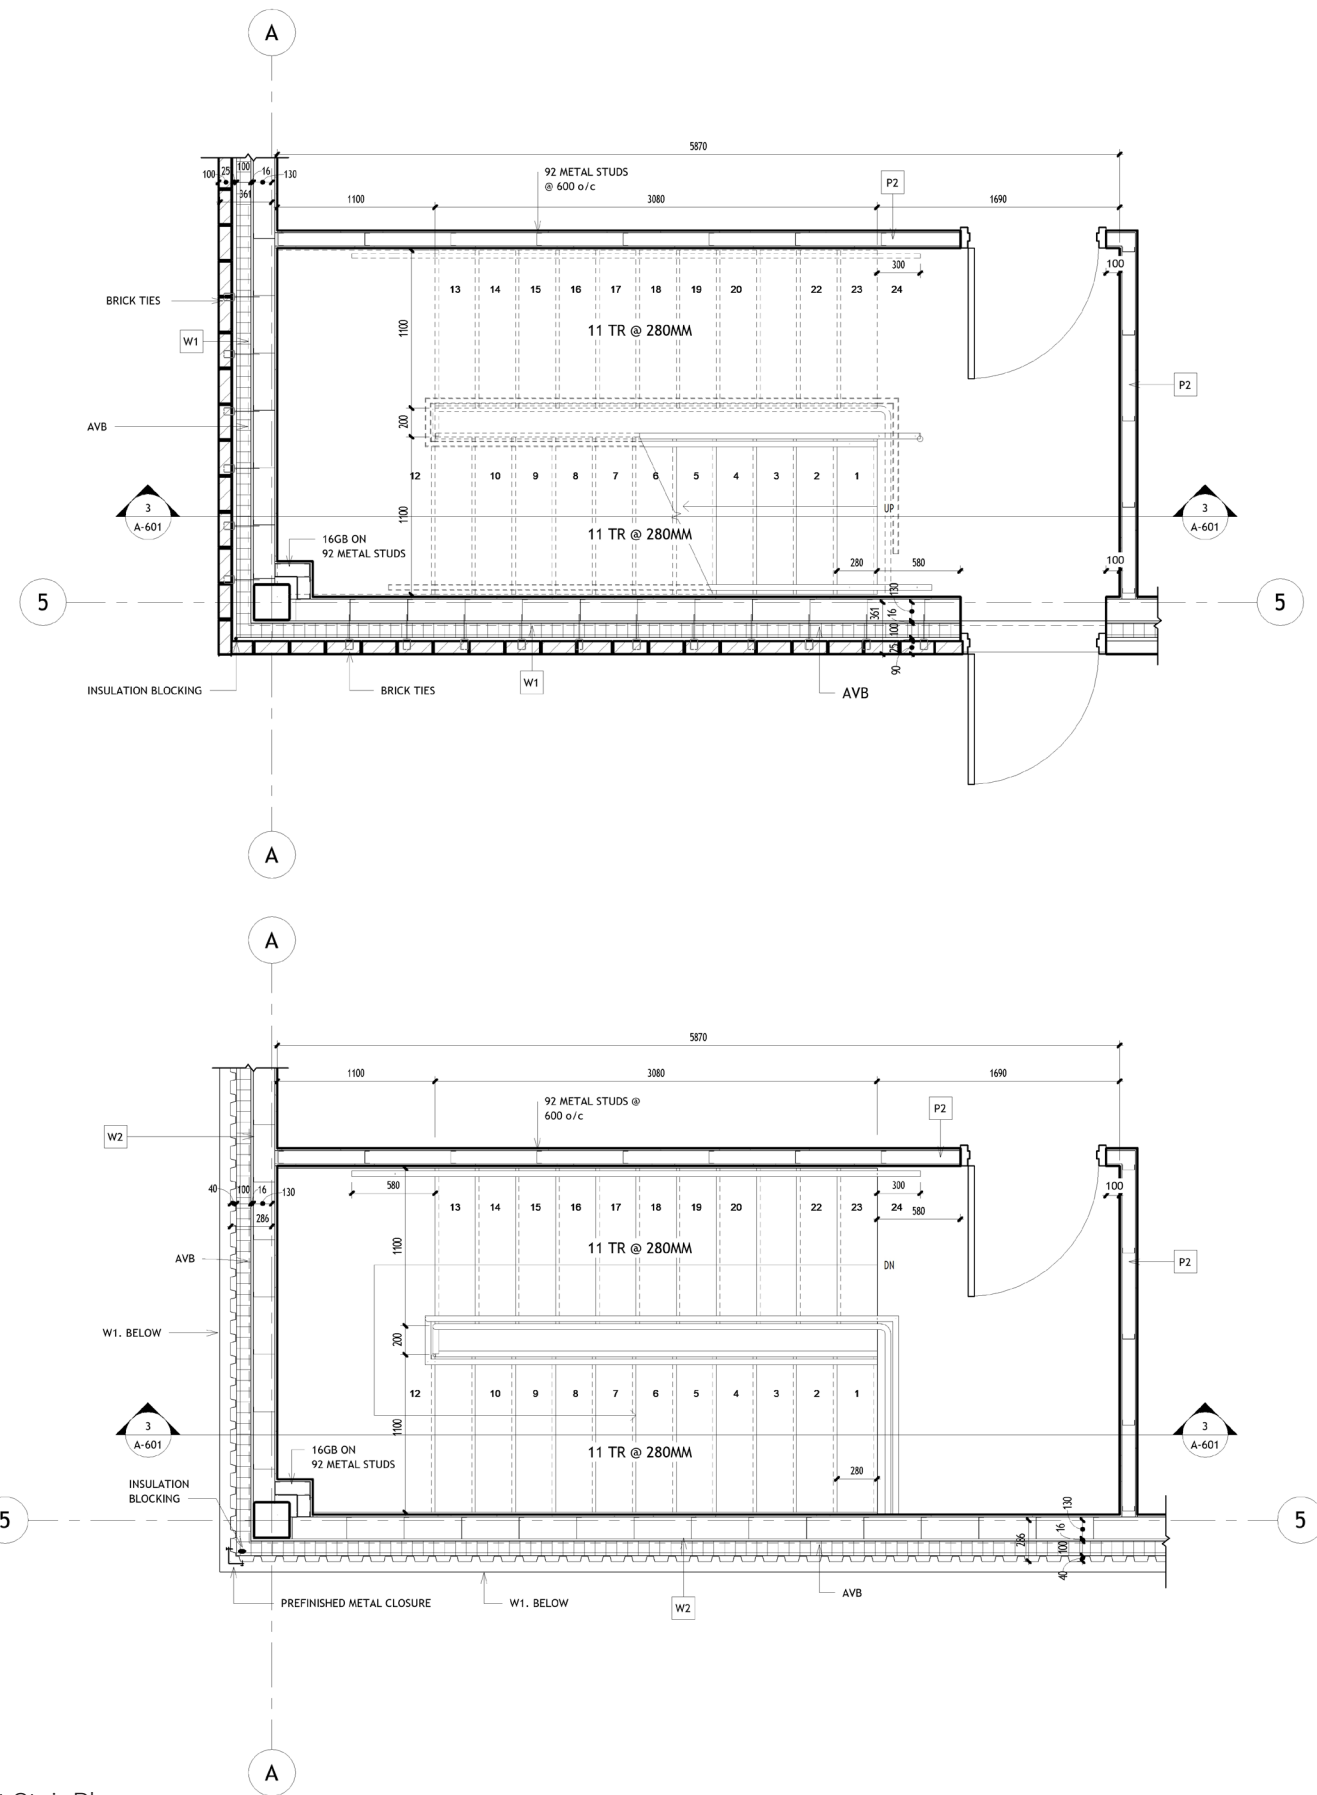 A
5870
92 METAL STUDS
@ 600 o/c
P2
100
25
100
16
130
361
1100
3080
1690
300
100
13 14 15 16 17 18 19 20 22 23 24
BRICK TIES
11 TR @ 280MM
1100
W1
P2
200
AVB
12 10 9 8 7 6 5 4 3 2 1
3
A-601
UP
3
A-601
1100
11 TR @ 280MM
16GB ON
92 METAL STUDS
280
580
100
130
5
361
16
5
100
25
90
INSULATION BLOCKING
BRICK TIES
W1
AVB
A
A
5870
1100
3080
1690
92 METAL STUDS @
600 o/c
P2
W2
40
100
16
130
580
300
100
286
13 14 15 16 17 18 19 20 22 23 24
580
1100
11 TR @ 280MM
AVB
DN
P2
W1. BELOW
200
12 10 9 8 7 6 5 4 3 2 1
3
A-601
3
A-601
1100
16GB ON
92 METAL STUDS
11 TR @ 280MM
280
INSULATION
BLOCKING
130
5
286
16
5
100
40
PREFINISHED METAL CLOSURE
W1. BELOW
W2
AVB
A